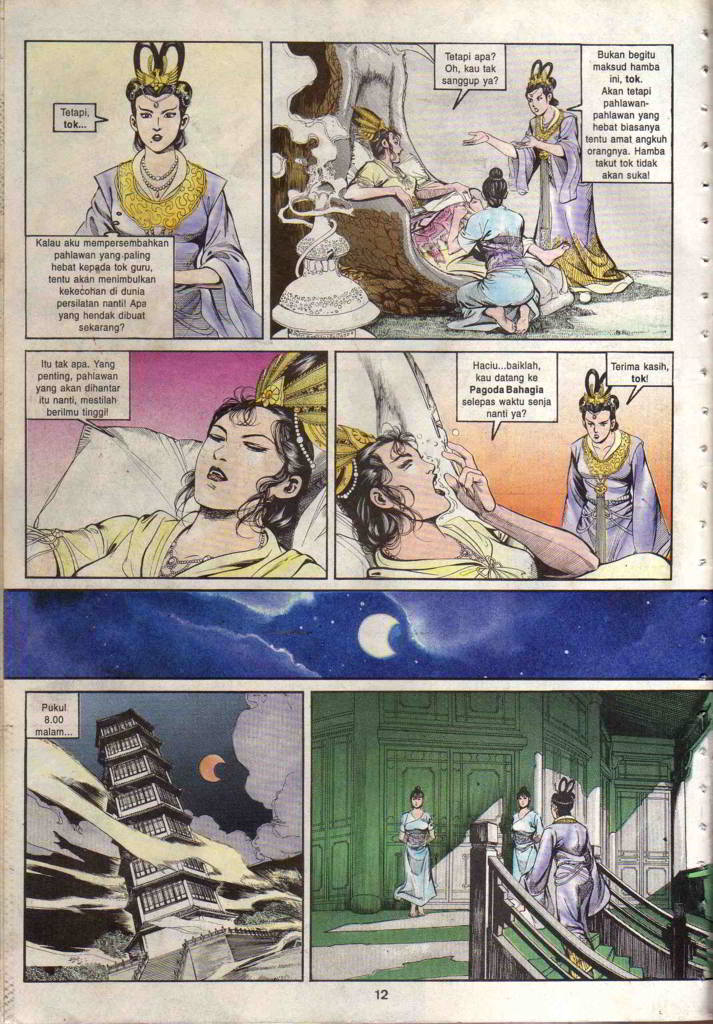 Tetapi,
tok...
Kalau aku mempersembahkan
pahlawan yang paling
hebat kepada tok guru,
tentu akan menimbulkan
kekecohan di dunia
persilatan nanti! Apa
yang hendak dibuat
sekarang?
Tetapi apa?
Oh, kau tak
sanggup ya?
Bukan begitu
maksud hamba
ini, tok.
Akan tetapi
pahlawan-
pahlawan yang
hebat biasanya
tentu amat angkuh
orangnya. Hamba
takut tok tidak
akan suka!
Itu tak apa. Yang
penting, pahlawan
yang akan dihantar
itu nanti, mestilah
berilmu tinggi!
Haciu...baiklah,
kau datang ke
Pagoda Bahagia
selepas waktu senja
nanti ya?
Terima kasih,
tok!
Pukul
8.00
malam...
12